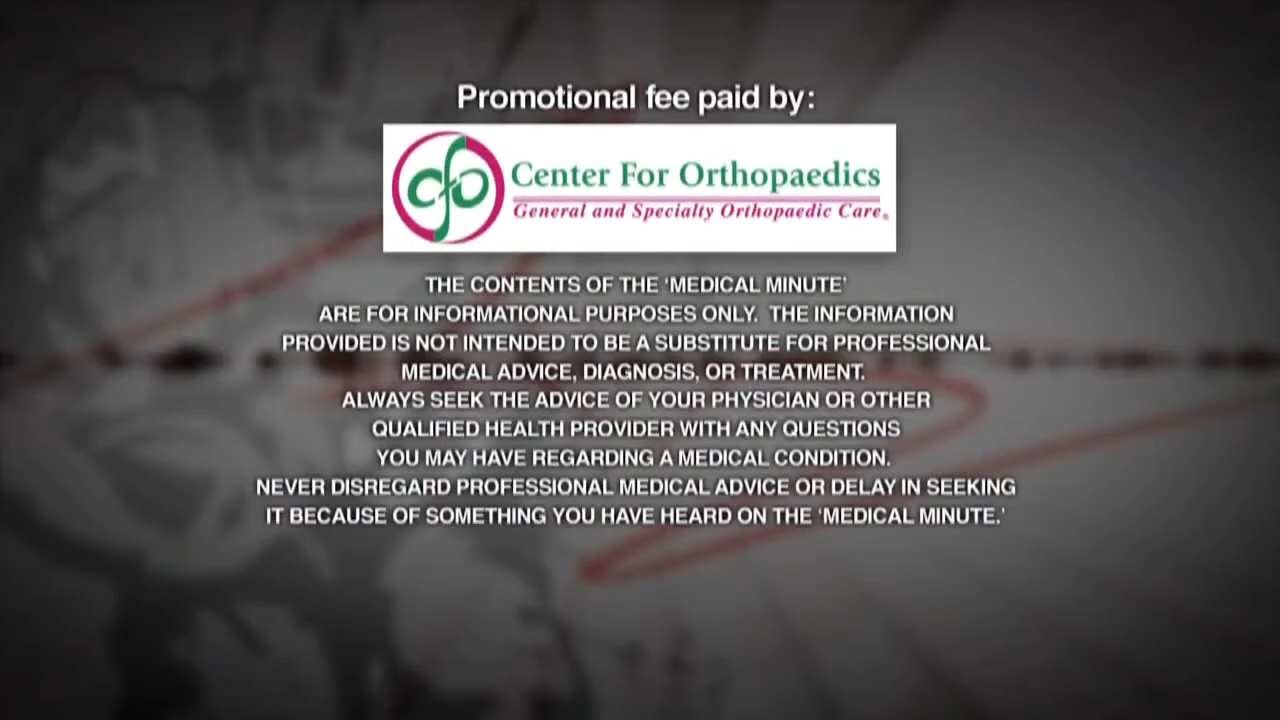 Promotional fee paid by:
cfo
Center For Orthopaedics
General and Specialty Orthopaedic Care®
THE CONTENTS OF THE ‘MEDICAL MINUTE’
ARE FOR INFORMATIONAL PURPOSES ONLY.  THE INFORMATION
PROVIDED IS NOT INTENDED TO BE A SUBSTITUTE FOR PROFESSIONAL
MEDICAL ADVICE, DIAGNOSIS, OR TREATMENT.
ALWAYS SEEK THE ADVICE OF YOUR PHYSICIAN OR OTHER
QUALIFIED HEALTH PROVIDER WITH ANY QUESTIONS
YOU MAY HAVE REGARDING A MEDICAL CONDITION.
NEVER DISREGARD PROFESSIONAL MEDICAL ADVICE OR DELAY IN SEEKING
IT BECAUSE OF SOMETHING YOU HAVE HEARD ON THE ‘MEDICAL MINUTE.’